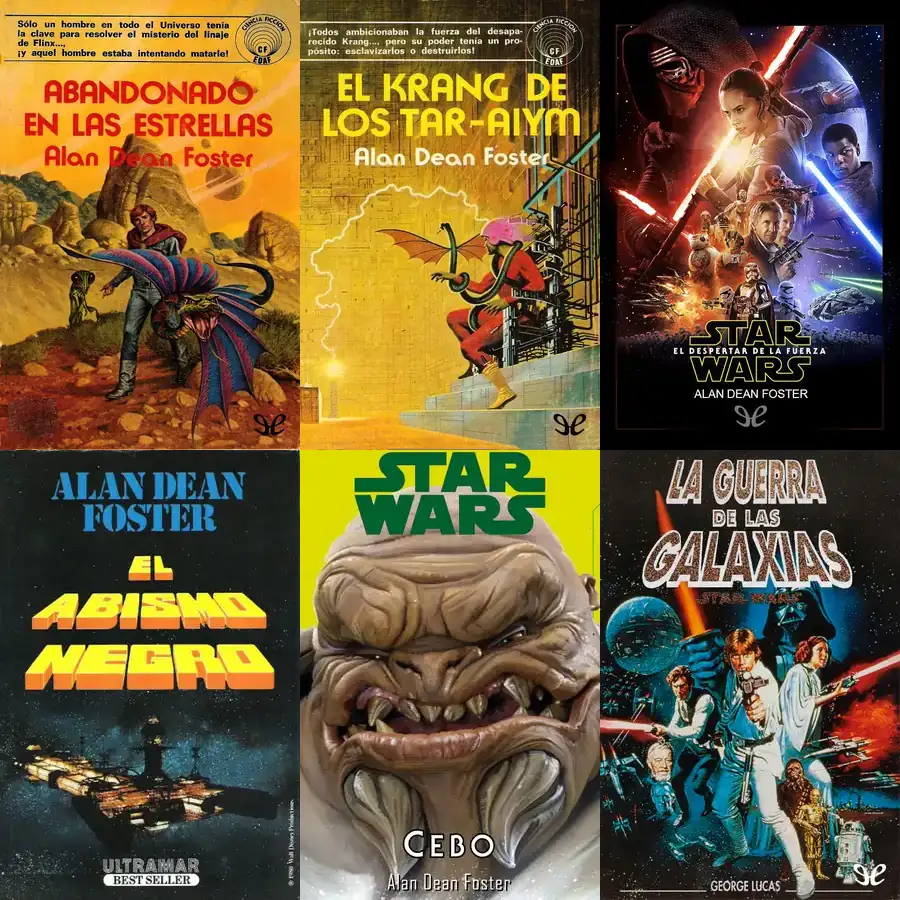 Sólo un hombre en todo el Universo tenía
la clave para resolver el misterio del linaje
de Flinx...,
¡y aquel hombre estaba intentando matarle!
CIENCIA FICCION
CF
EDAF
ABANDONADO
EN LAS ESTRELLAS
Alan Dean Foster
¡Todos ambicionaban la fuerza del desapa-
recido Krang..., pero su poder tenía un pro-
pósito: esclavizarlos o destruirlos!
CIENCIA FICCION
CF
EDAF
EL KRANG DE
LOS TAR-AIYM
Alan Dean Foster
STAR
EL DESPERTAR DE LA FUERZA
WARS
ALAN DEAN FOSTER
ALAN DEAN
FOSTER
EL
ABISMO
NEGRO
© 1980 Walt Disney Productions.
ULTRAMAR
BEST SELLER
STAR
WARS
CEBO
Alan Dean Foster
LA GUERRA
DE LAS
GALAXIAS
STAR WARS
GEORGE LUCAS